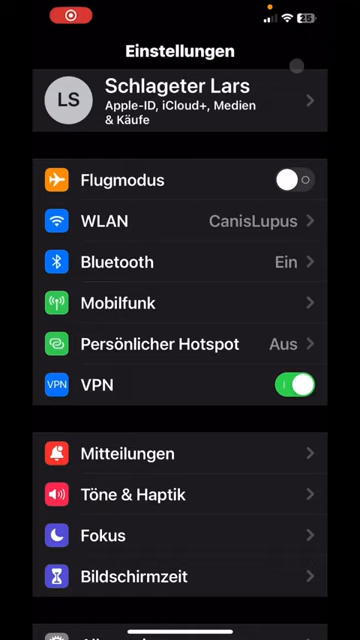 25
Einstellungen
LS
Schlageter Lars
Apple-ID, iCloud+, Medien
& Käufe
Flugmodus
WLAN CanisLupus
Bluetooth Ein
Mobilfunk
Persönlicher Hotspot Aus
VPN VPN
Mitteilungen
Töne & Haptik
Fokus
Bildschirmzeit